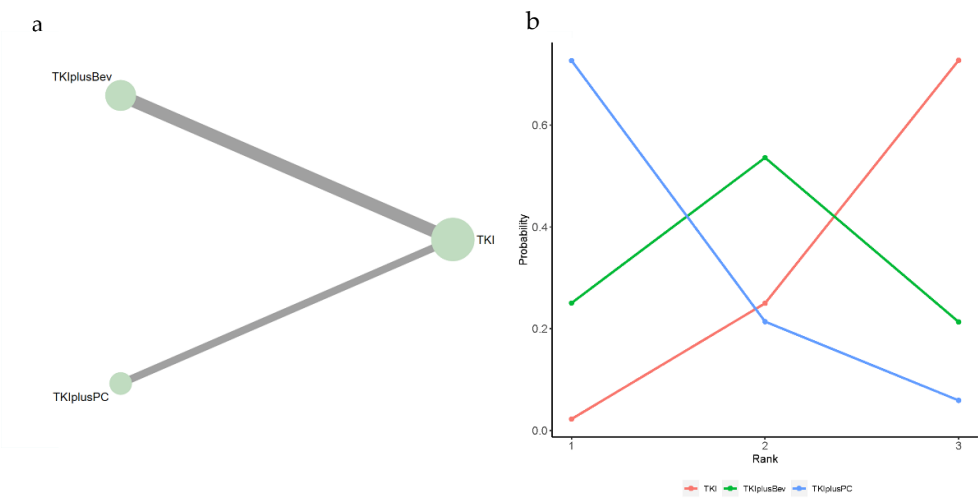 a
TKIplusBev
TKI
TKIplusPC
b
Probability
0.6
0.4
0.2
0.0
1 2 3
Rank
TKI TKIplusBev TKIplusPC